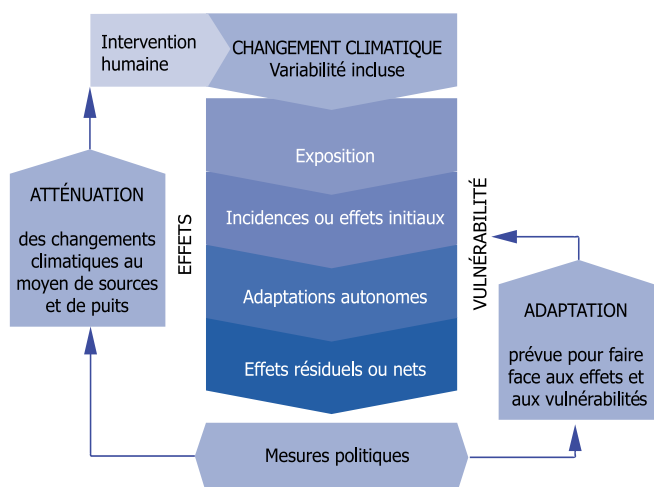 Intervention
humaine
CHANGEMENT CLIMATIQUE
Variabilité incluse
Exposition
Incidences ou effets initiaux
Adaptations autonomes
Effets résiduels ou nets
EFFETS
VULNÉRABILITÉ
ATTÉNUATION
des changements
climatiques au
moyen de sources
et de puits
ADAPTATION
prévue pour faire
face aux effets et
aux vulnérabilités
Mesures politiques